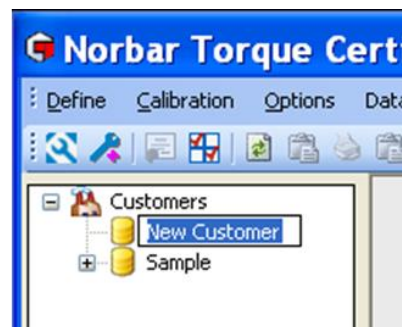 Norbar Torque Cert
Define Calibration Options Data
Customers
New Customer
Sample